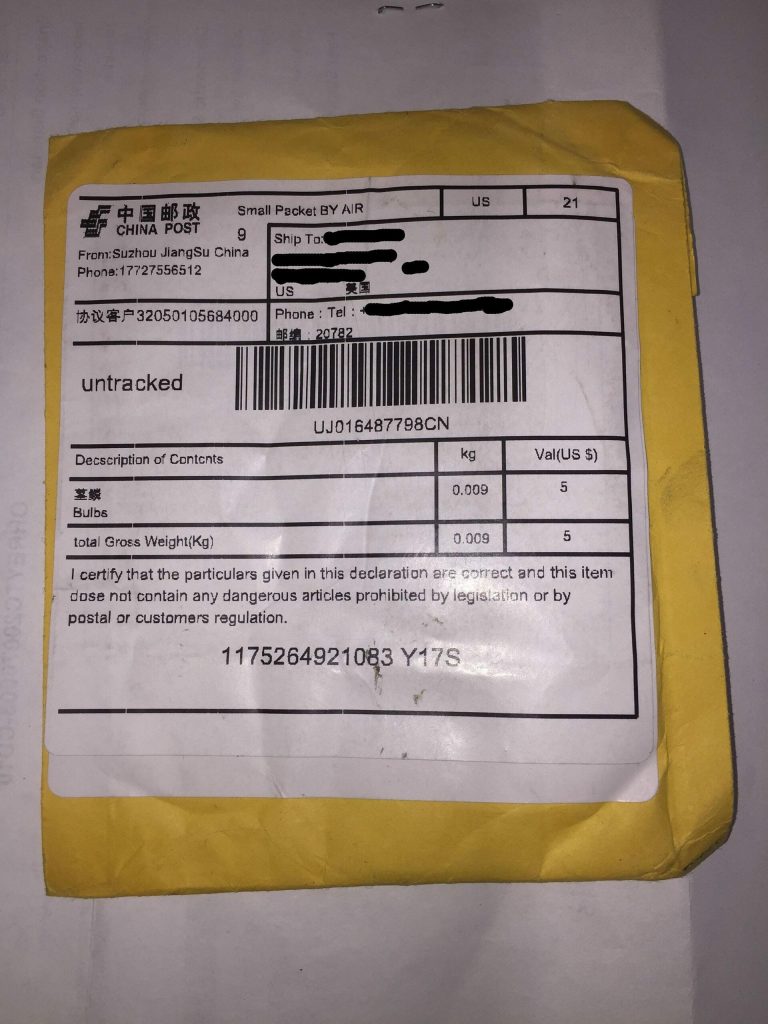 中国邮政
CHINA POST
Small Packet BY AIR
US
21
9
From:Suzhou JiangSu China
Phone:17727556512
Ship To:
US 美国
协议客户32050105684000
Phone : Tel :
邮编 : 20782
untracked
UJ016487798CN
Decscription of Contcnts
kg
Val(US $)
Bulbs
0.009
5
total Gross Weight(Kg)
0.009
5
I certify that the particulars given in this declaration are correct and this item
dose not contain any dangerous articles prohibited by legislation or by
postal or customers regulation.
1175264921083 Y17S